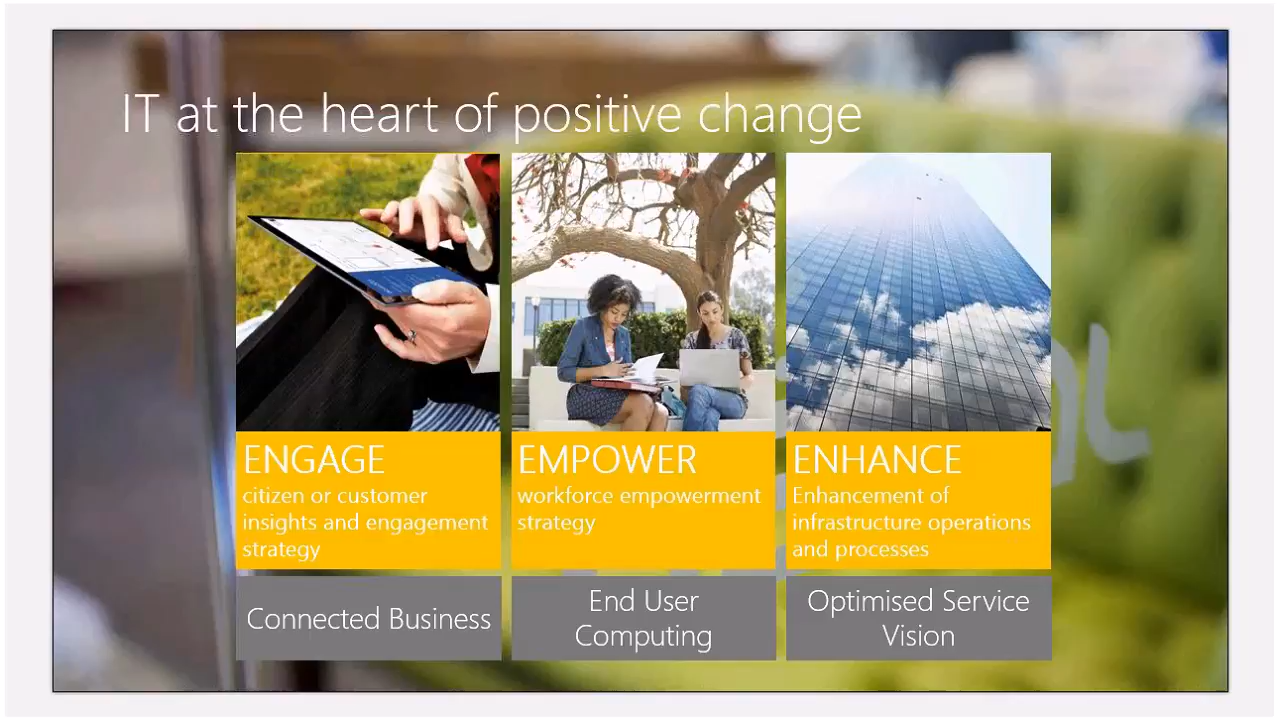 IT at the heart of positive change
ENGAGE
citizen or customer
insights and engagement
strategy
EMPOWER
workforce empowerment
strategy
ENHANCE
Enhancement of
infrastructure operations
and processes
Connected Business
End User
Computing
Optimised Service
Vision